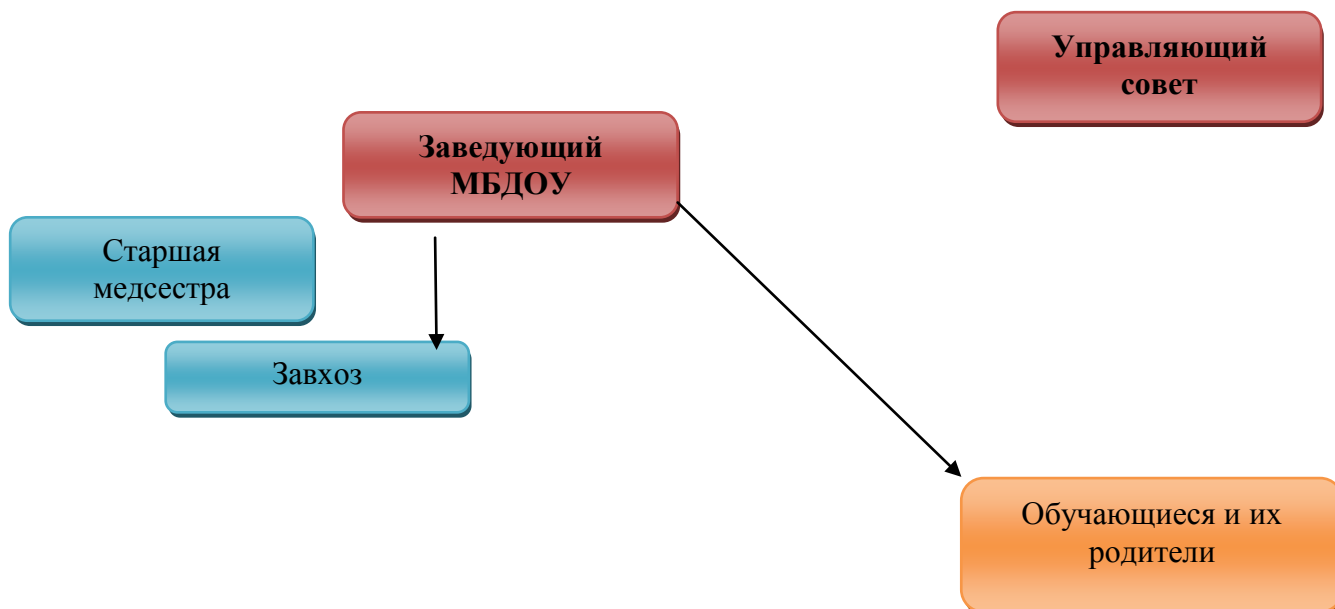 Управляющий
совет
Заведующий
МБДОУ
Старшая
медсестра
Завхоз
Обучающиеся и их
родители